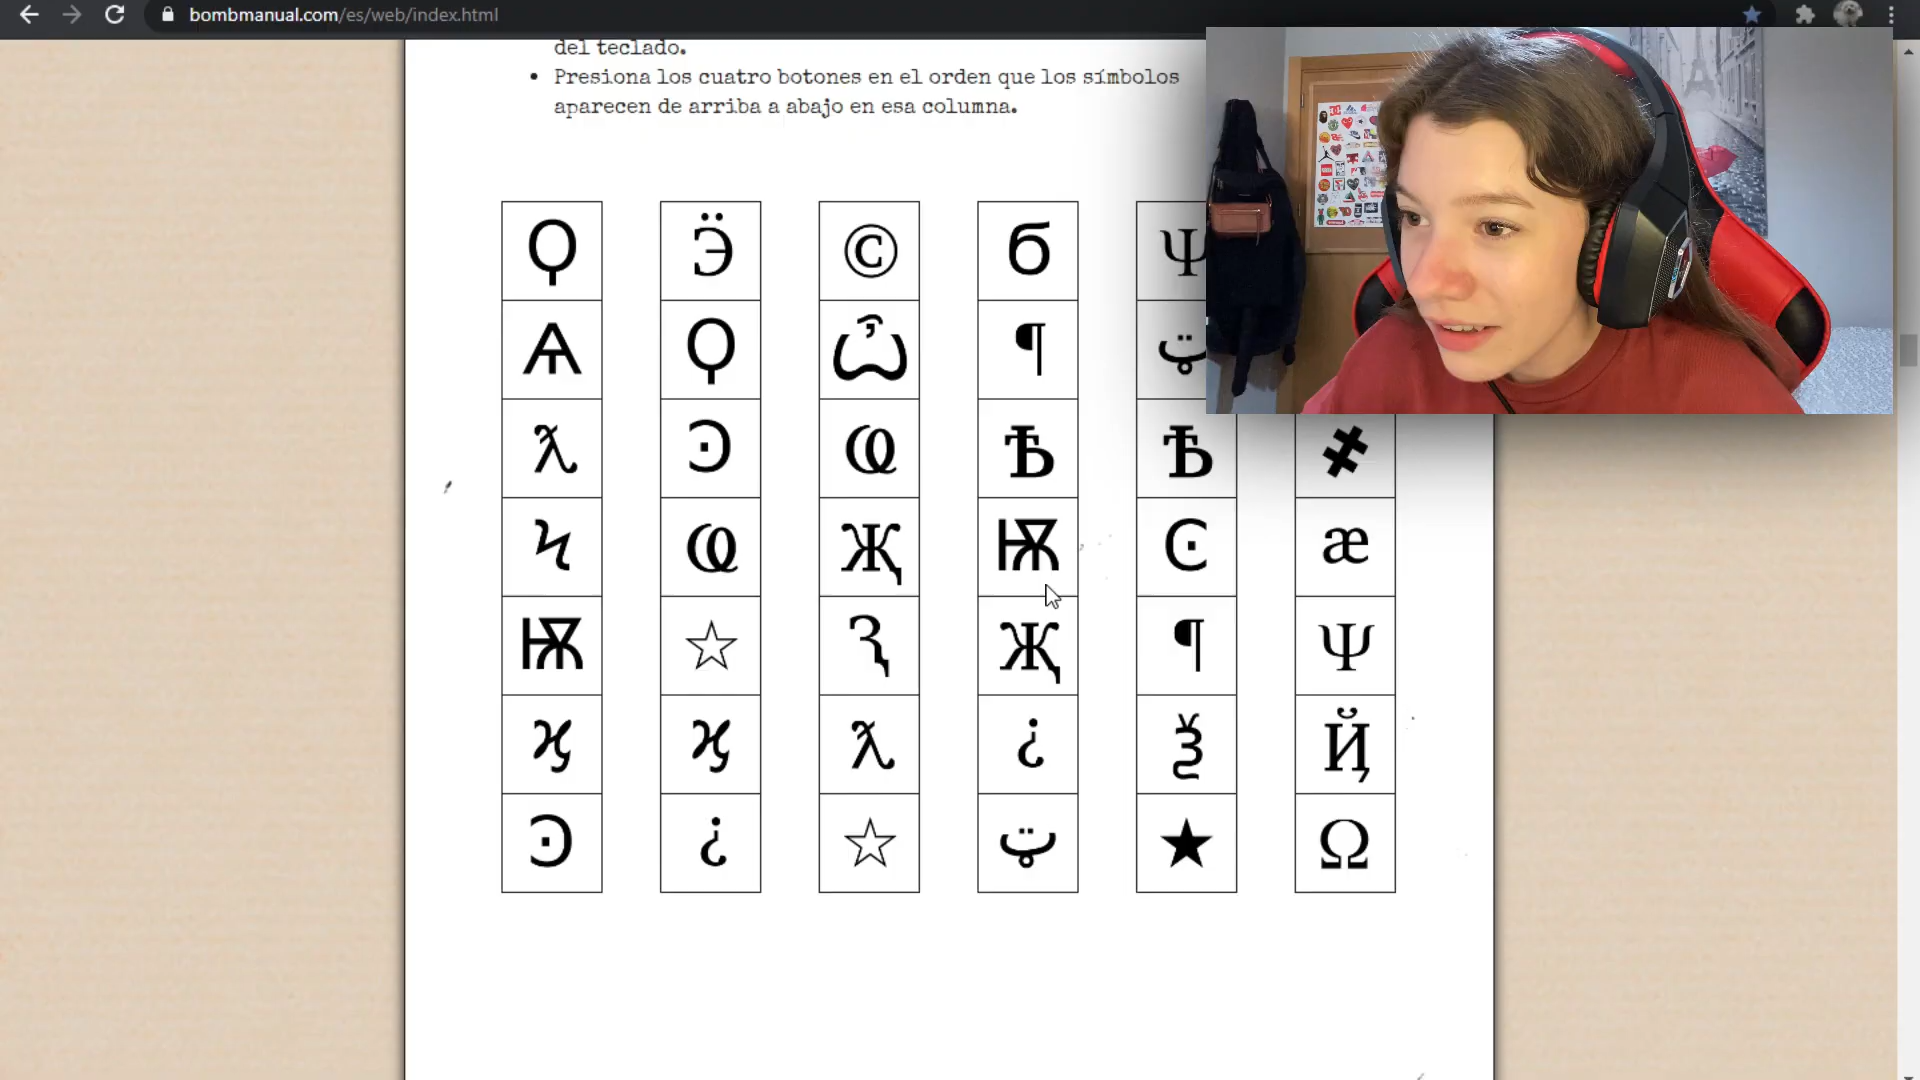 bombmanual.com/es/web/index.html
del teclado.
• Presiona los cuatro botones en el orden que los símbolos
aparecen de arriba a abajo en esa columna.
Ϙ Ӭ © б Ψ
Ѧ Ϙ Ѽ ¶ ټ
ƛ Ͽ Ҩ Ѣ Ѣ ҂
Ϟ Ҩ Җ Ѭ Ͼ æ
Ѭ ☆ Ԇ Җ ¶ Ψ
ϗ ϗ ƛ ¿ Ѯ Ҋ
Ͽ ¿ ☆ ټ ★ Ω